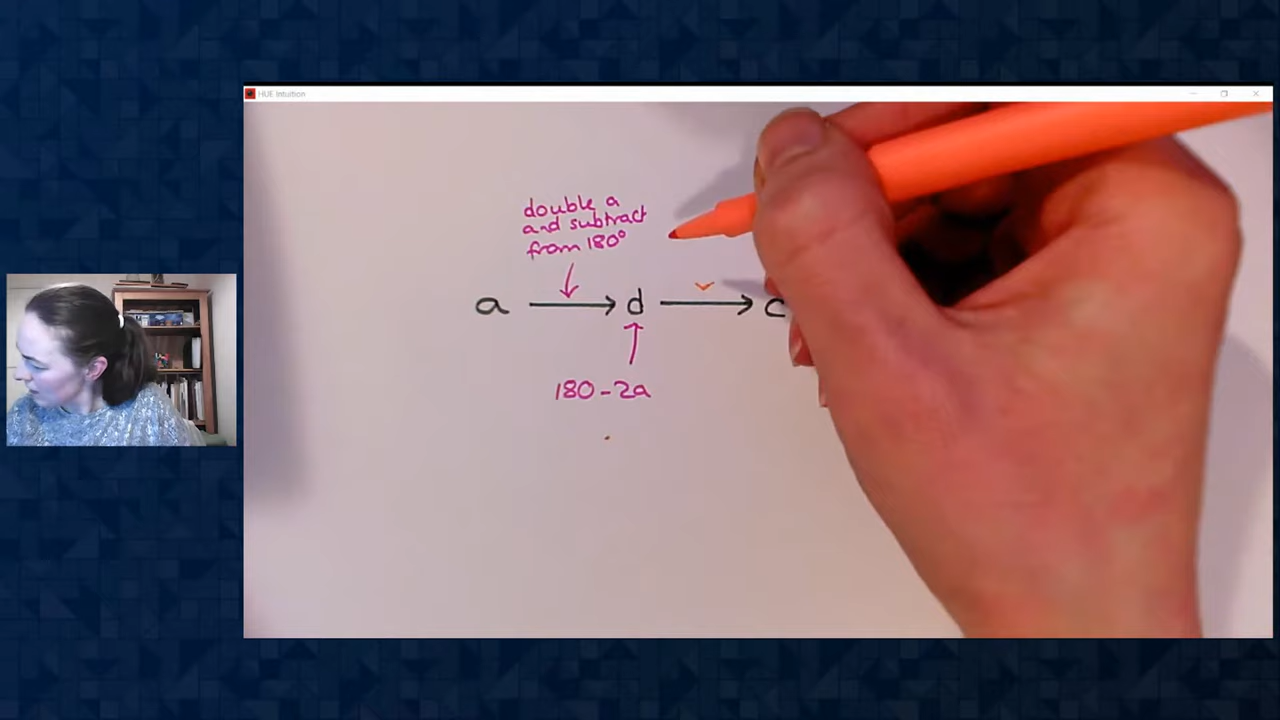 HUE Intuition
double a
and subtract
from 180°
a → d → c
180-2a